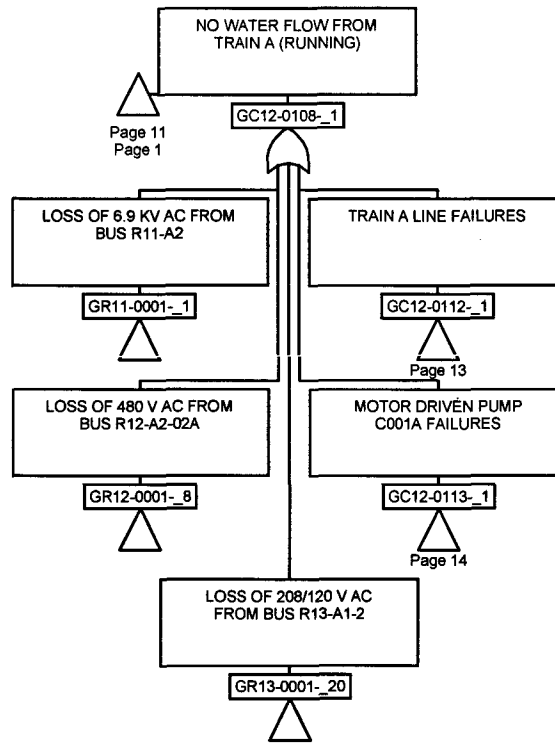 NO WATER FLOW FROM
TRAIN A (RUNNING)
Page 11
Page 1
GC12-0108-_1
LOSS OF 6.9 KV AC FROM
BUS R11-A2
GR11-0001-_1
TRAIN A LINE FAILURES
GC12-0112-_1
Page 13
LOSS OF 480 V AC FROM
BUS R12-A2-02A
GR12-0001-_8
MOTOR DRIVEN PUMP
C001A FAILURES
GC12-0113-_1
Page 14
LOSS OF 208/120 V AC
FROM BUS R13-A1-2
GR13-0001-_20